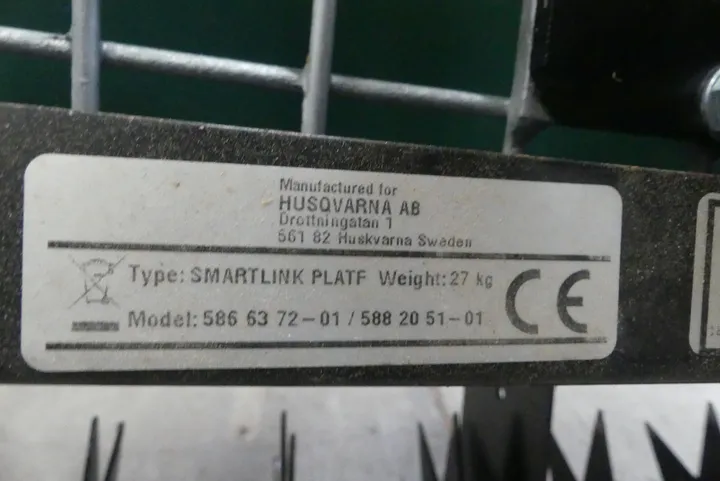 Manufactured for
HUSQVARNA AB
Drottningatan 1
561 82 Huskvarna Sweden
Type: SMARTLINK PLATF Weight: 27 kg
Model: 586 63 72-01 / 588 20 51-01
CE